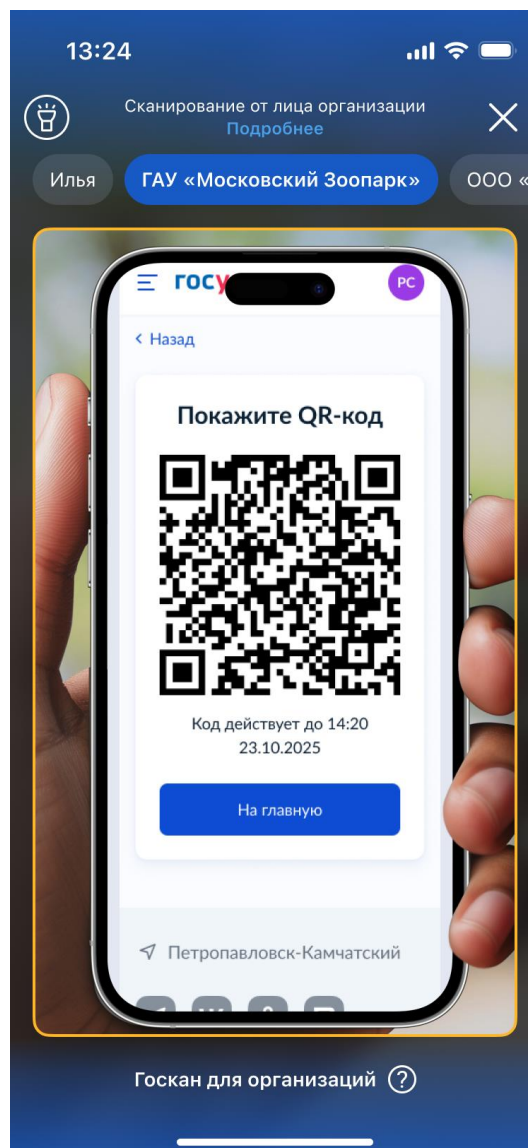 13:24
Сканирование от лица организации
Подробнее
Илья
ГАУ «Московский Зоопарк»
ООО «
госу
РС
Назад
Покажите QR-код
Код действует до 14:20
23.10.2025
На главную
Петропавловск-Камчатский
Госкан для организаций ?